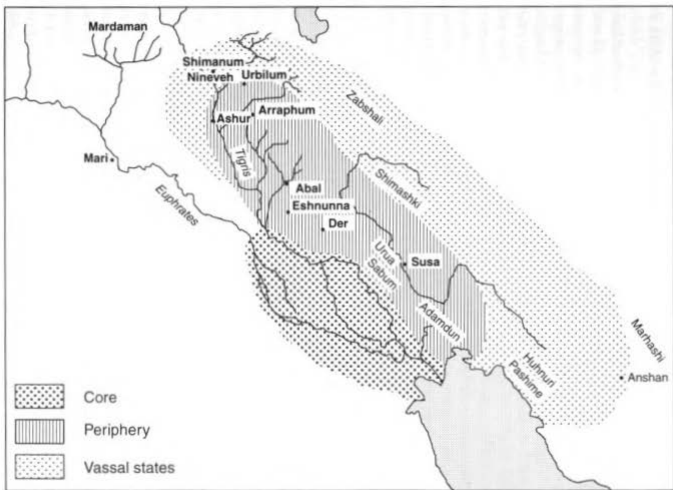 Mardaman
Shimanum
Nineveh Urbilum
Zabshali
Ashur
Arraphum
Mari
Tigris
Shimashki
Abal
Euphrates
Eshnunna
Der
Urua
Sabum
Susa
Adamdun
Marhashi
Huhnuri
Pashime
Anshan
Core
Periphery
Vassal states